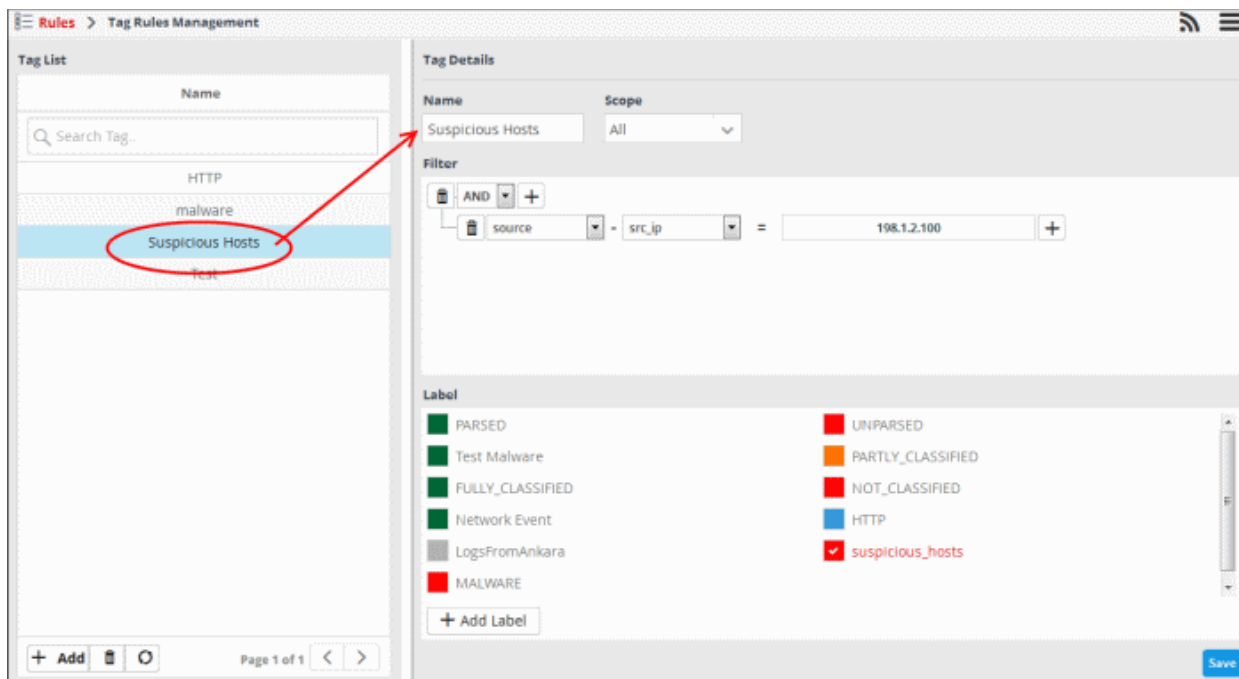 Rules > Tag Rules Management
Tag List
Name
Search Tag..
HTTP
malware
Suspicious Hosts
Test
+ Add
Page 1 of 1 < >
Tag Details
Name Scope
Suspicious Hosts All
Filter
AND +
source - src_ip = 198.1.2.100 +
Label
PARSED UNPARSED
Test Malware PARTLY_CLASSIFIED
FULLY_CLASSIFIED NOT_CLASSIFIED
Network Event HTTP
LogsFromAnkara suspicious_hosts
MALWARE
+ Add Label
Save